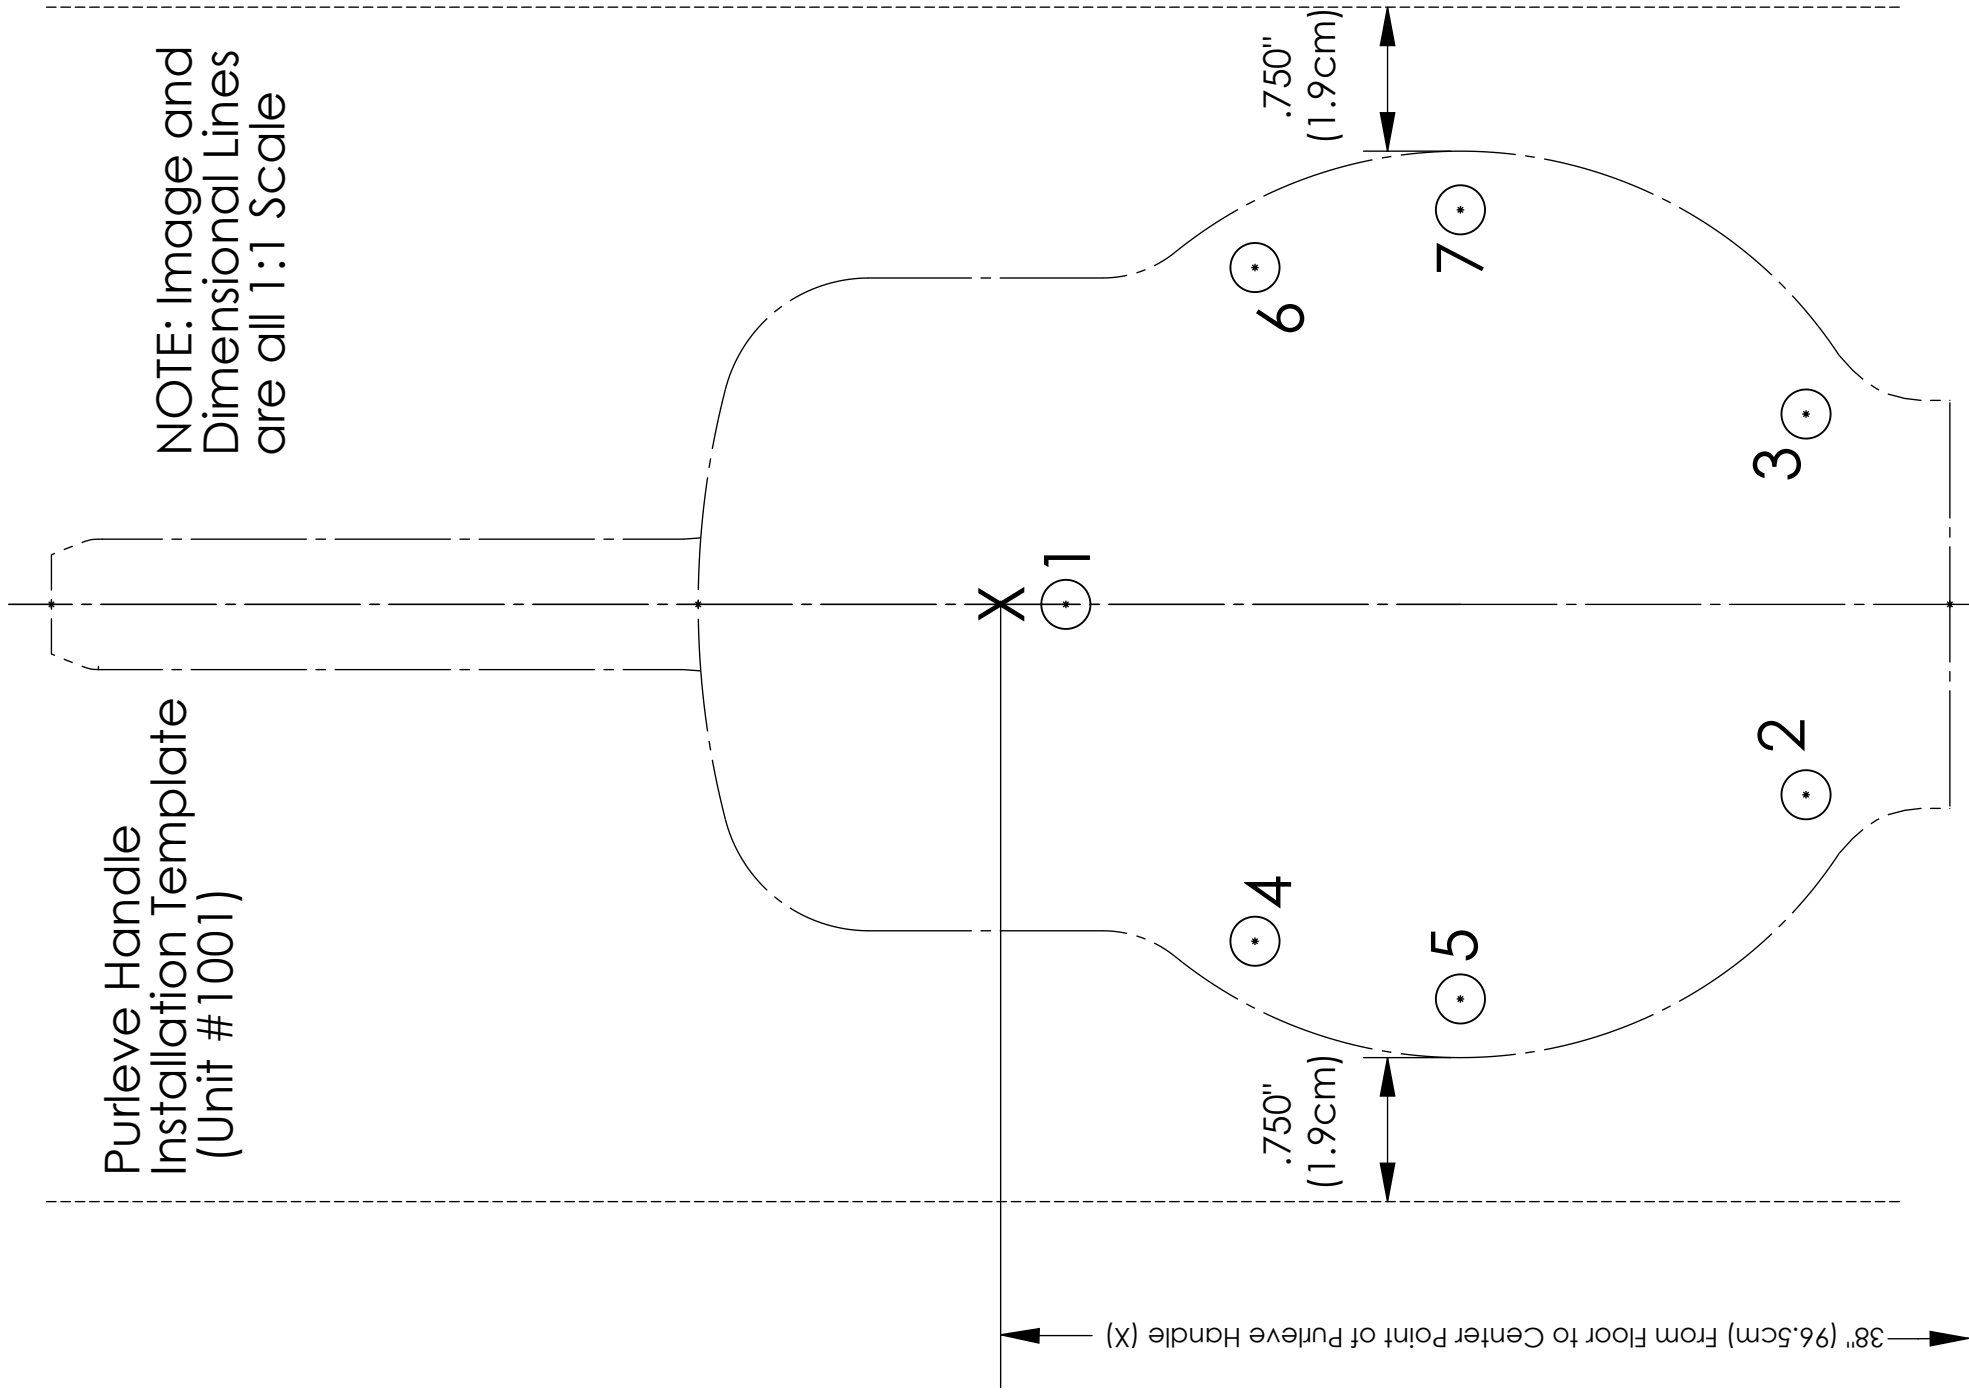 Purleve Handle
Installation Template
(Unit #1001)
NOTE: Image and
Dimensional Lines
are all 1:1 Scale
X
1
4
5
2
6
7
3
.750"
(1.9cm)
.750"
(1.9cm)
38" (96.5cm) From Floor to Center Point of Purleve Handle (X)